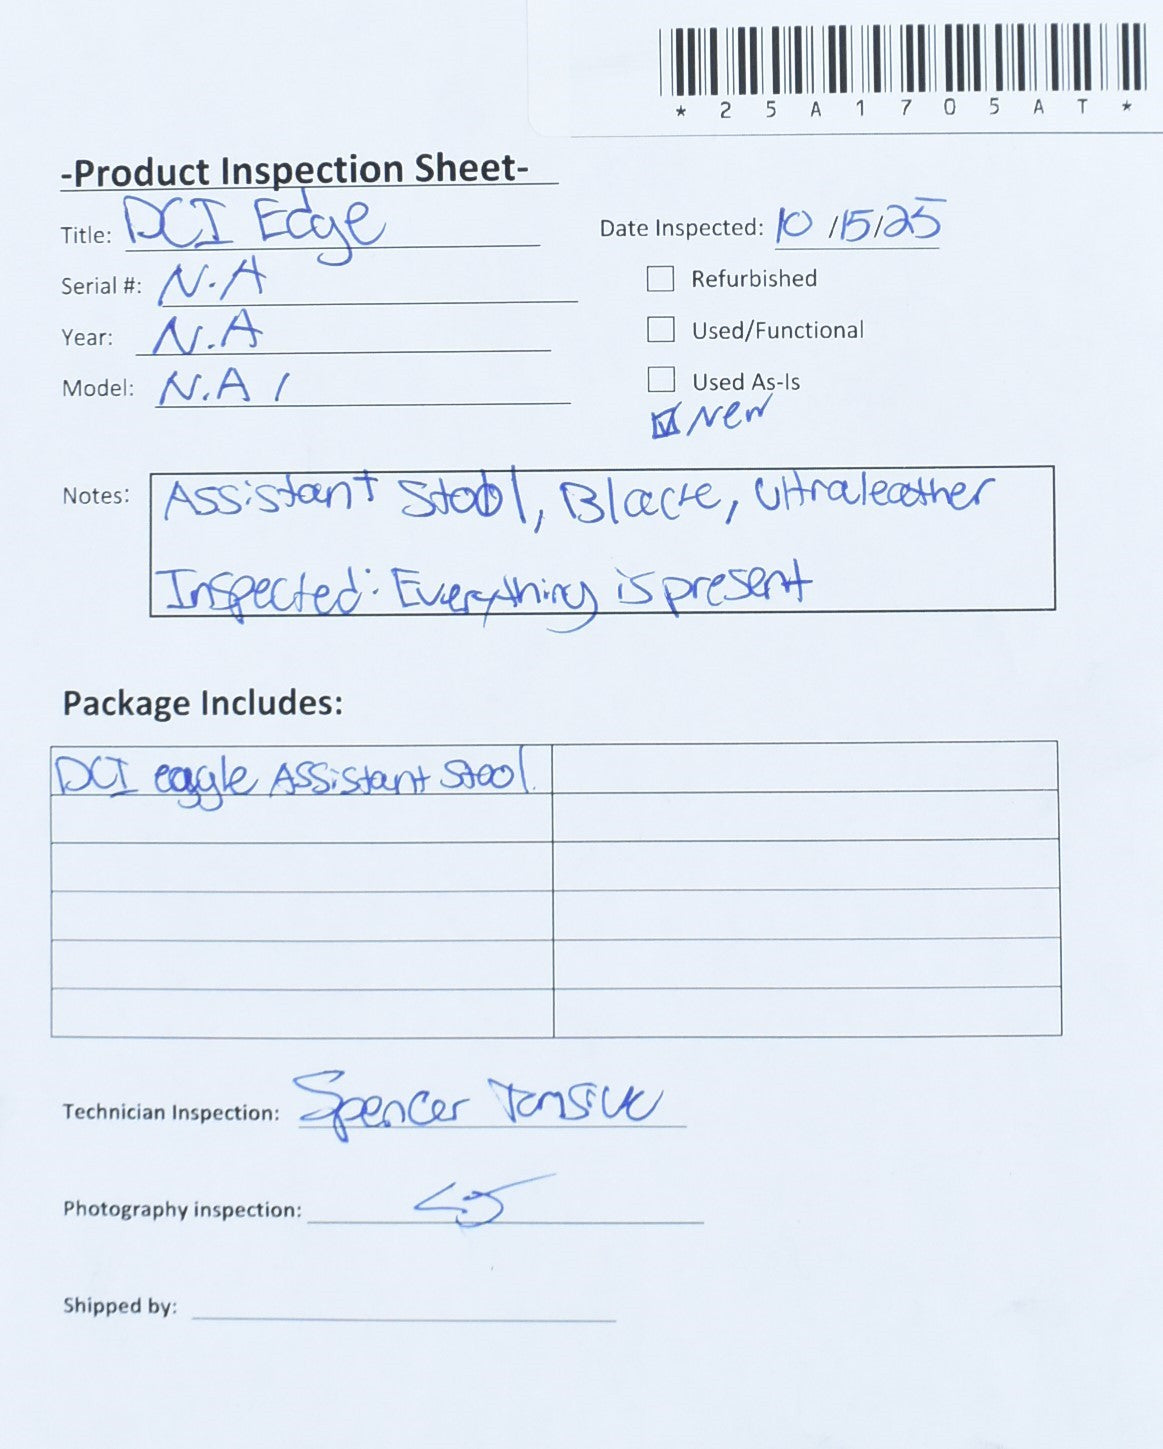 *25A1705AT*
-Product Inspection Sheet-
Title: DCI Edge
Date Inspected: 10/15/25
Serial #: N.A
Refurbished
Year: N.A
Used/Functional
Model: N.A /
Used As-Is
New
Notes: Assistant Stool, Black, Ultraleather
Inspected: Everything is present
Package Includes:
DCI eagle Assistant Stool
Technician Inspection: Spencer
Photography inspection:
Shipped by: